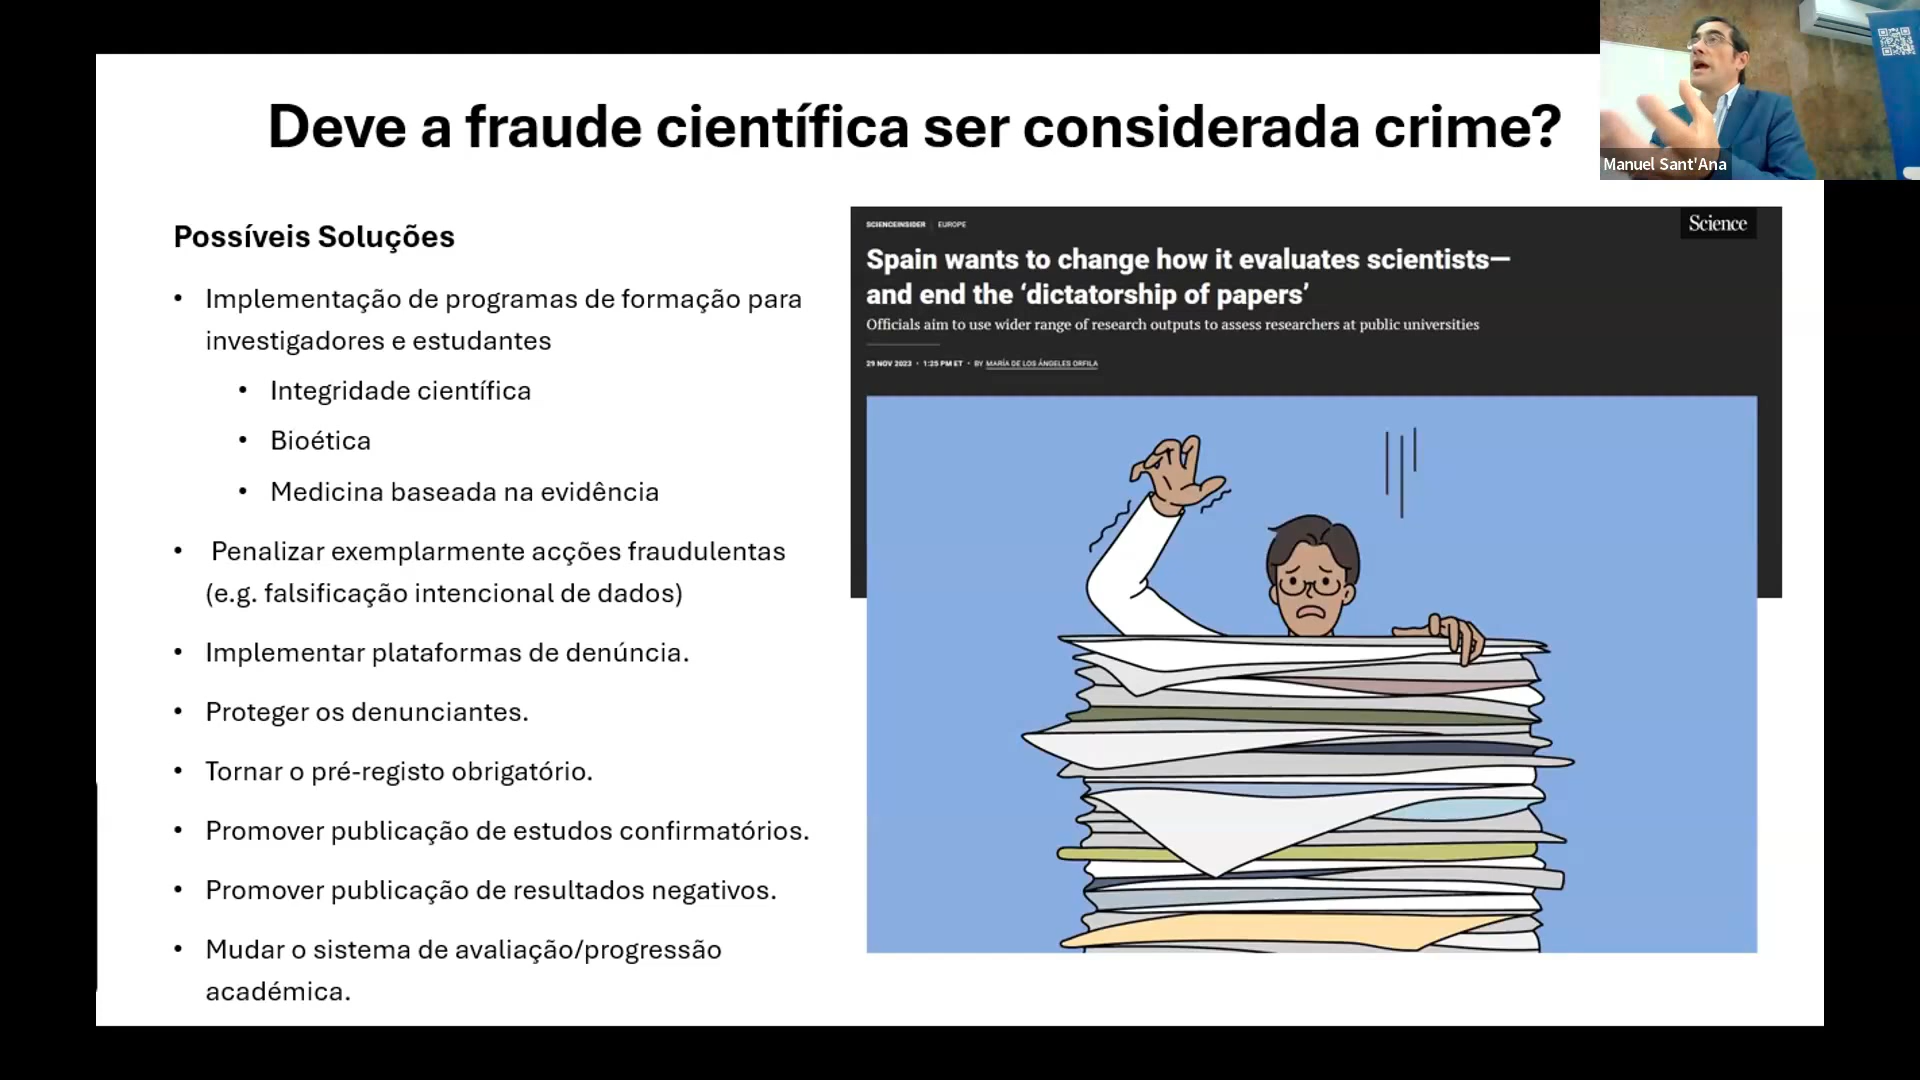 Deve a fraude científica ser considerada crime?
Manuel Sant'Ana
Possíveis Soluções
• Implementação de programas de formação para
investigadores e estudantes
• Integridade científica
• Bioética
• Medicina baseada na evidência
• Penalizar exemplarmente acções fraudulentas
(e.g. falsificação intencional de dados)
• Implementar plataformas de denúncia.
• Proteger os denunciantes.
• Tornar o pré-registo obrigatório.
• Promover publicação de estudos confirmatórios.
• Promover publicação de resultados negativos.
• Mudar o sistema de avaliação/progressão
académica.
SCIENCEINSIDER | EUROPE
Science
Spain wants to change how it evaluates scientists—
and end the ‘dictatorship of papers’
Officials aim to use wider range of research outputs to assess researchers at public universities
29 NOV 2023 • 1:25 PM ET • BY MARÍA DE LOS ÁNGELES ORFILA